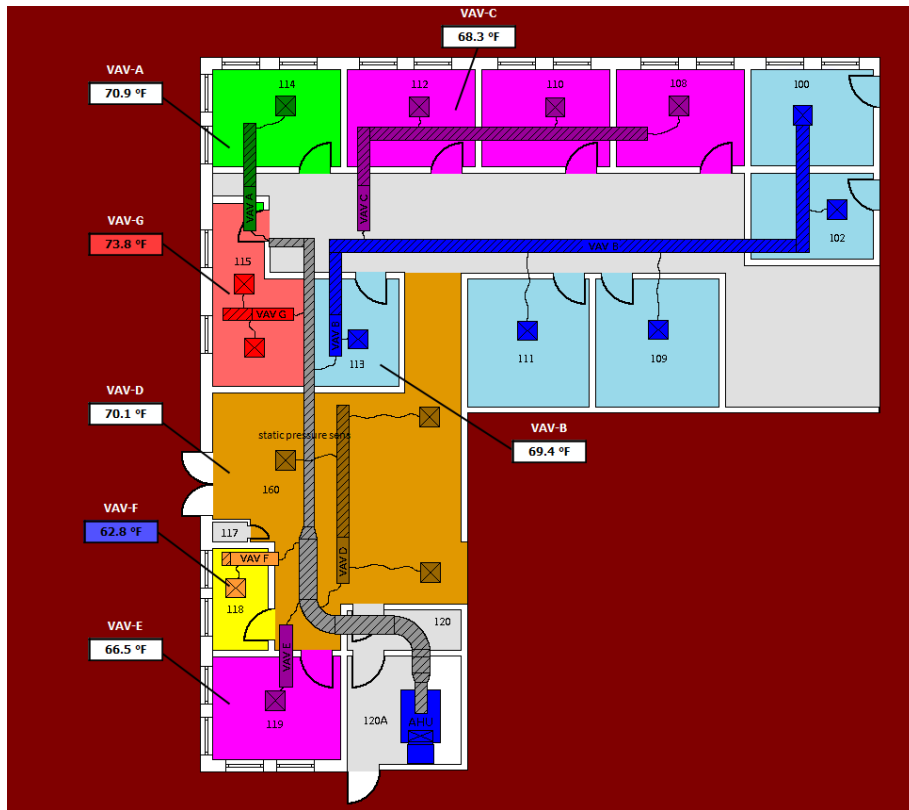 VAV-C
68.3 °F
VAV-A
70.9 °F
114
112
110
108
100
VAV A
VAV C
102
VAV-G
73.8 °F
115
VAV G
VAV B
113
111
109
VAV-D
70.1 °F
VAV-B
69.4 °F
static pressure sens
160
VAV-F
62.8 °F
117
VAV F
VAV D
118
120
VAV-E
66.5 °F
VAV E
119
120A
AHU